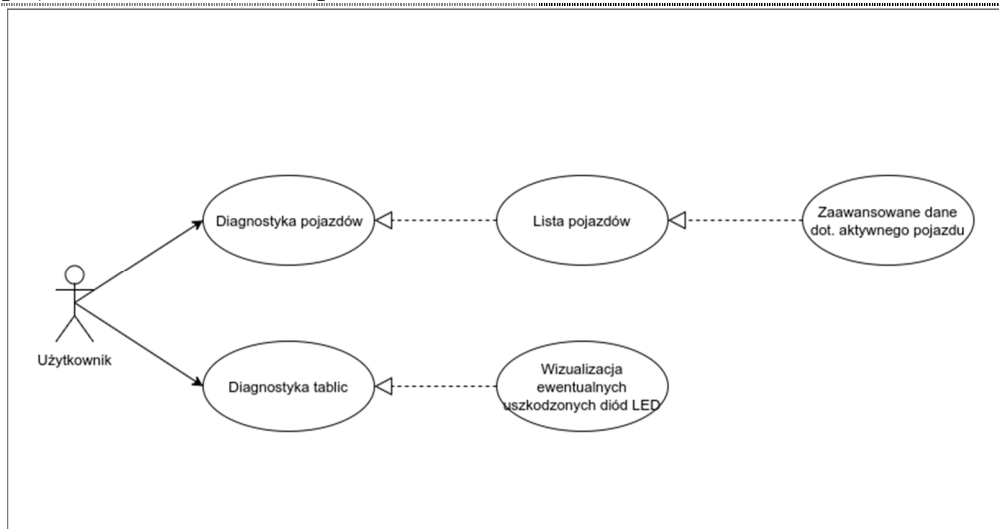 Diagnostyka pojazdów
Lista pojazdów
Zaawansowane dane
dot. aktywnego pojazdu
Użytkownik
Diagnostyka tablic
Wizualizacja
ewentualnych
uszkodzonych diód LED